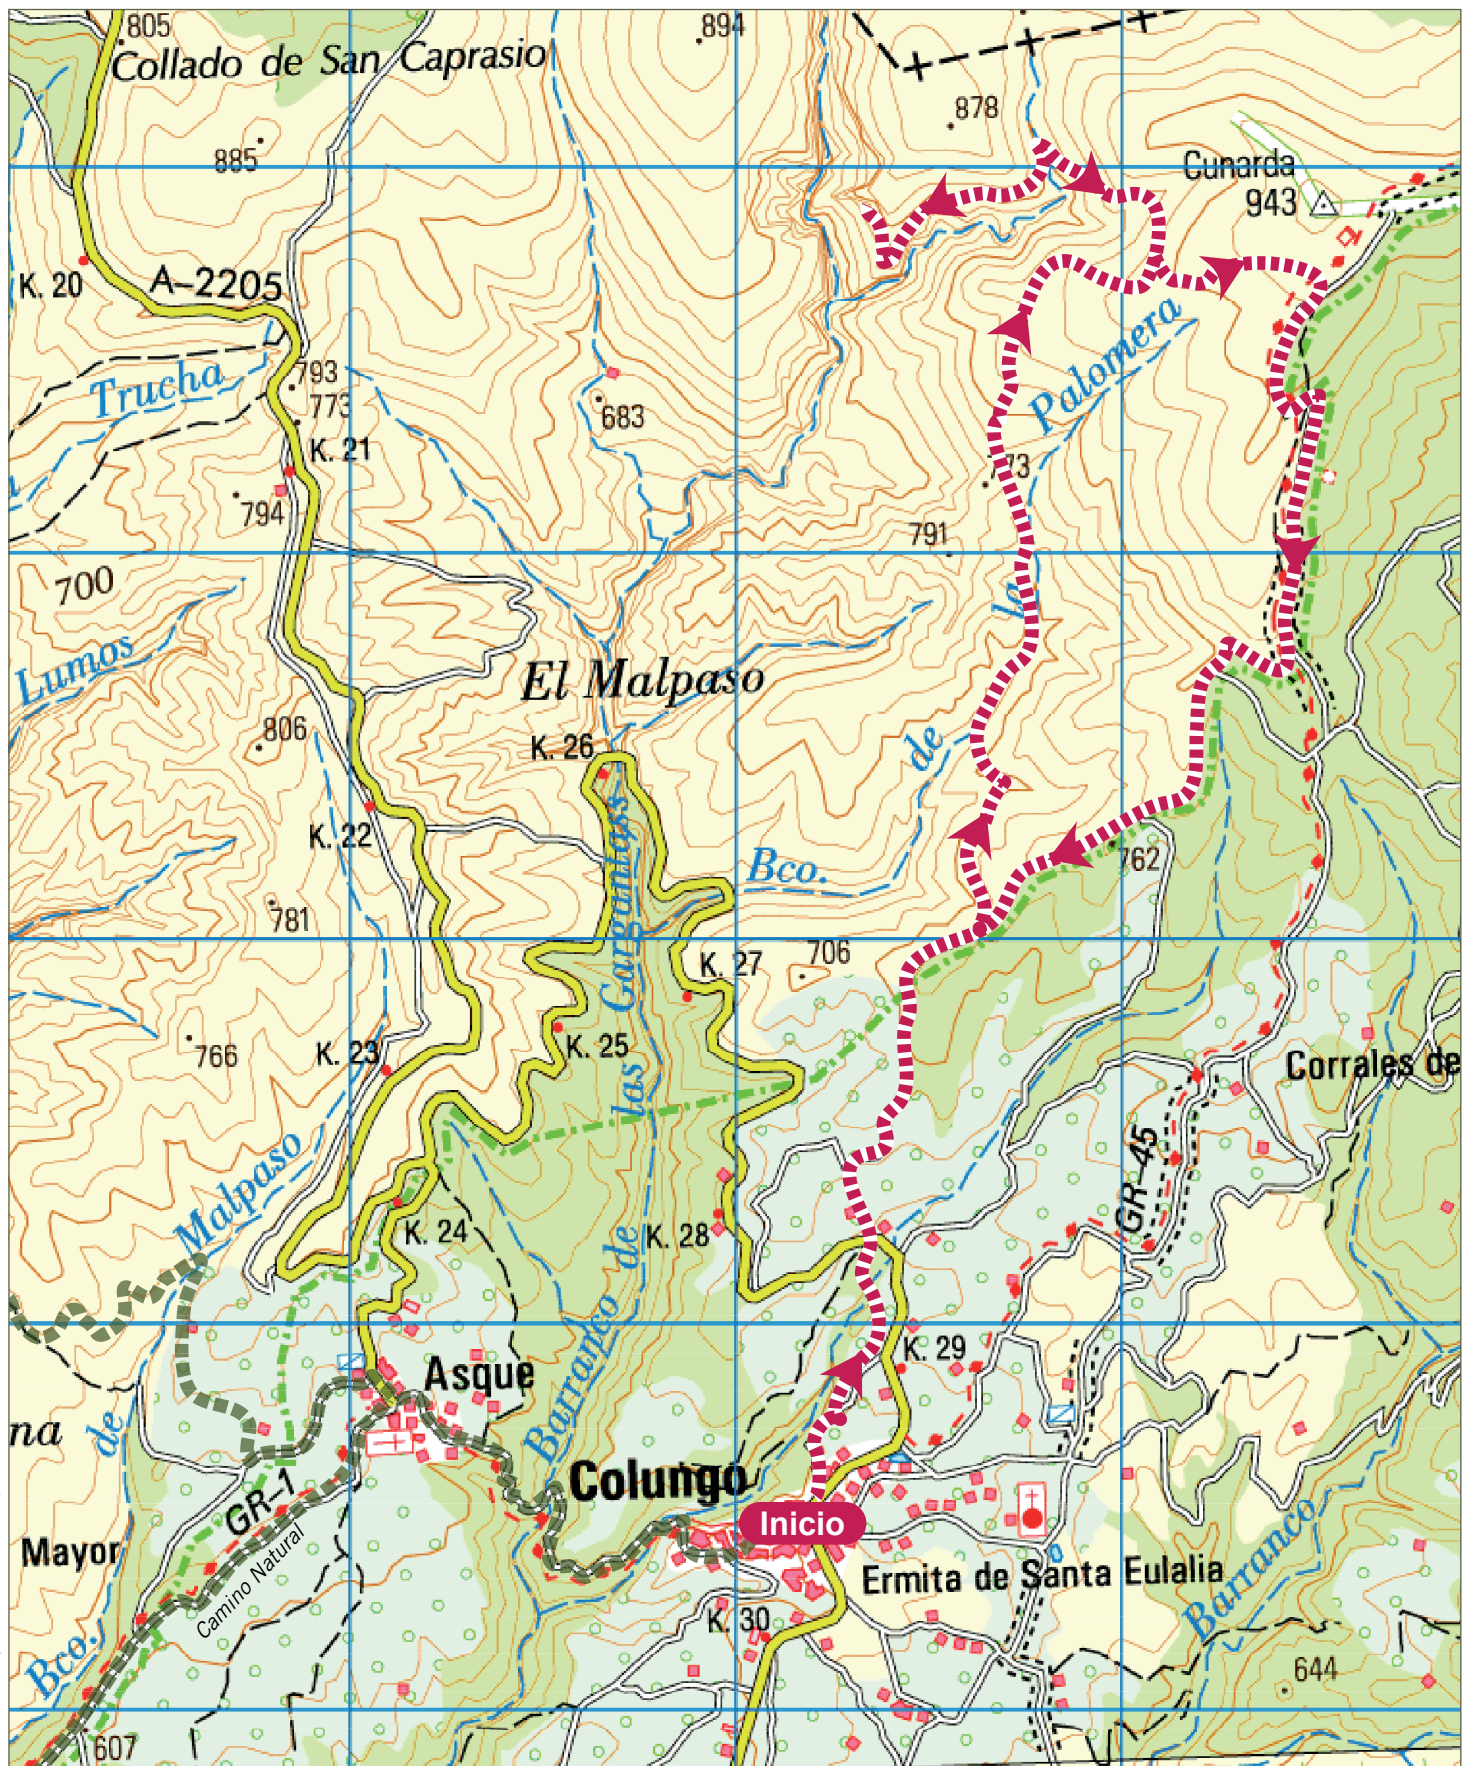 805
894
Collado de San Caprasio
878
885
Cunarda
943
K. 20
A-2205
Trucha
793
773
Palomera
683
K. 21
73
794
791
700
la
Lumos
El Malpaso
806
K. 26
de
K. 22
762
Bco.
781
Gargantas
706
K. 27
766
K. 23
K. 25
las
Corrales de
GR-45
Malpaso
K. 24
K. 28
de
K. 29
Asque
Barranco
na
de
Colungo
GR-1
Inicio
Mayor
Camino Natural
Ermita de Santa Eulalia
Barranco
K. 30
Bco.
644
607